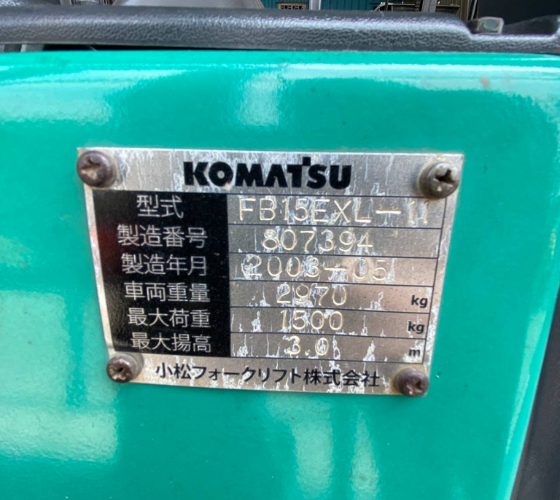 KOMATSU
型式 FB15EXL-11
製造番号 807394
製造年月
車両重量 2970 kg
最大荷重 1500 kg
最大揚高 3.0 m
小松フォークリフト株式会社